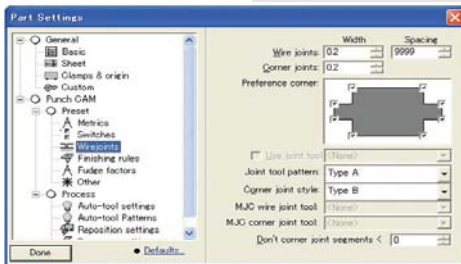 Part Settings
General
Basic
Sheet
Clamps & origin
Custom
Punch CAM
Preset
Metrics
Switches
Wirejoints
Finishing rules
Fudge factors
Other
Process
Auto-tool settings
Auto-tool Patterns
Reposition settings
Done
Defaults...
Width Spacing
Wire joints: 0.2 9999
Corner joints: 0.2
Preference corner:
Use joint tool (None)
Joint tool pattern: Type A
Corner joint style: Type B
MJC wire joint tool: (None)
MJC corner joint tool: (None)
Don't corner joint segments < 0